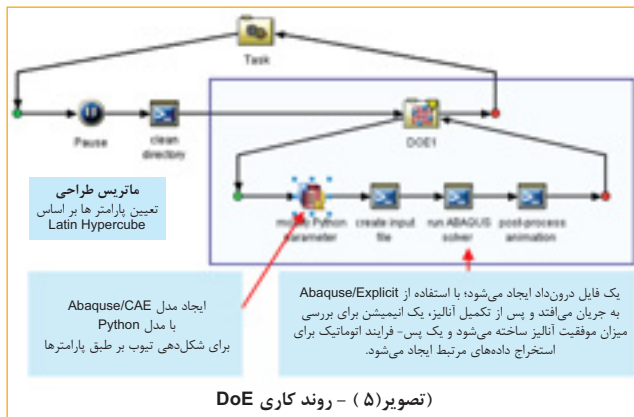 Task
Pause
clean
directory
DOE1
create input
file
run ABAQUS
solver
post-process
animation
ماتریس طراحی
تعیین پارامتر ها بر اساس
Latin Hypercube
parameter
Python
ایجاد مدل Abaquse/CAE
با مدل Python
برای شکل‌دهی تیوب بر طبق پارامترها
یک فایل درون‌داد ایجاد می‌شود؛ با استفاده از Abaquse/Explicit
به جریان می‌افتد و پس از تکمیل آنالیز، یک انیمیشن برای بررسی
میزان موفقیت آنالیز ساخته می‌شود و یک پس- فرایند اتوماتیک برای
استخراج داده‌های مرتبط ایجاد می‌شود.
(تصویر(۵) - روند کاری DoE